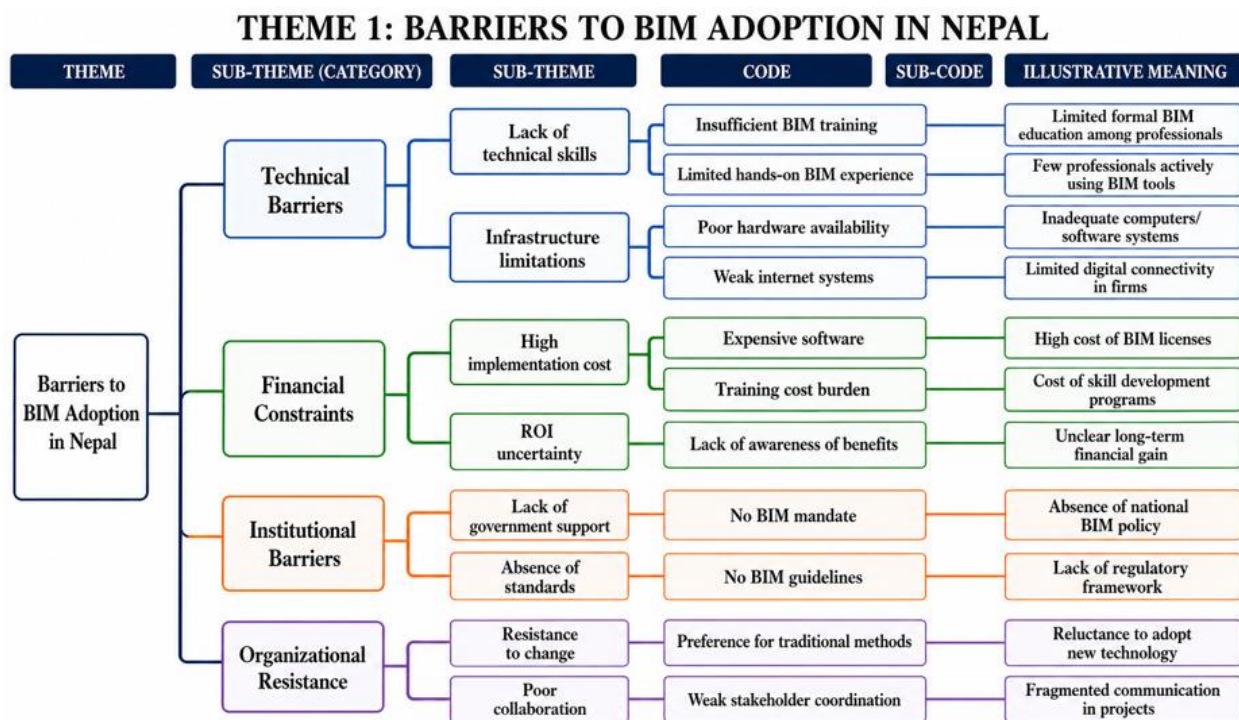 THEME 1: BARRIERS TO BIM ADOPTION IN NEPAL
THEME
SUB-THEME (CATEGORY)
SUB-THEME
CODE
SUB-CODE
ILLUSTRATIVE MEANING
Barriers to
BIM Adoption
in Nepal
Technical
Barriers
Lack of
technical skills
Insufficient BIM training
Limited formal BIM
education among professionals
Limited hands-on BIM experience
Few professionals actively
using BIM tools
Infrastructure
limitations
Poor hardware availability
Inadequate computers/
software systems
Weak internet systems
Limited digital connectivity
in firms
Financial
Constraints
High
implementation cost
Expensive software
High cost of BIM licenses
Training cost burden
Cost of skill development
programs
ROI
uncertainty
Lack of awareness of benefits
Unclear long-term
financial gain
Institutional
Barriers
Lack of
government support
No BIM mandate
Absence of national
BIM policy
Absence of
standards
No BIM guidelines
Lack of regulatory
framework
Organizational
Resistance
Resistance
to change
Preference for traditional methods
Reluctance to adopt
new technology
Poor
collaboration
Weak stakeholder coordination
Fragmented communication
in projects